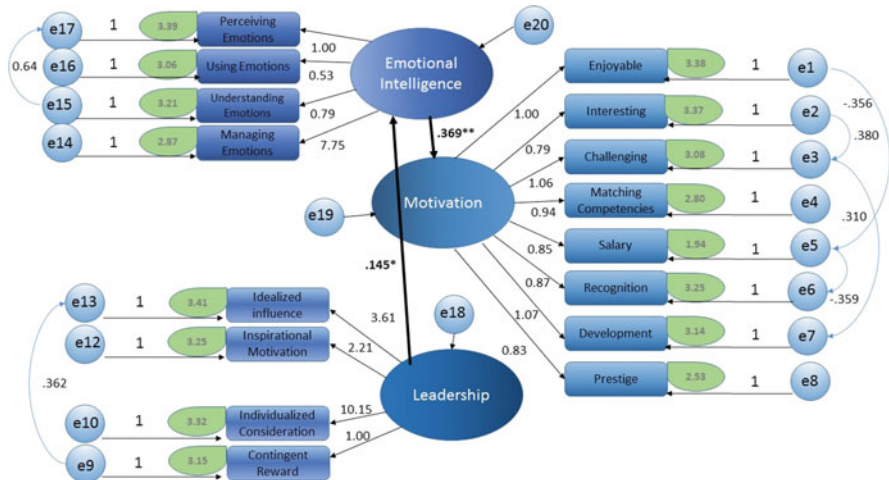 e17
1
3.39
Perceiving
Emotions
1.00
e20
0.64
e16
1
3.06
Using Emotions
0.53
e15
1
3.21
Understanding
Emotions
0.79
e14
1
2.87
Managing
Emotions
7.75
Emotional
Intelligence
.369**
Enjoyable
3.38
1
e1
1.00
-.356
Interesting
3.37
1
e2
0.79
.380
Challenging
3.08
1
e3
1.06
Matching
Competencies
2.80
1
e4
0.94
.310
Salary
1.94
1
e5
0.85
Recognition
3.25
1
e6
0.87
-.359
Development
3.14
1
e7
1.07
Prestige
2.53
1
e8
0.83
e19
Motivation
.145*
e13
1
3.41
Idealized
influence
3.61
e18
e12
1
3.25
Inspirational
Motivation
2.21
.362
Leadership
e10
1
3.32
Individualized
Consideration
10.15
e9
1
3.15
Contingent
Reward
1.00